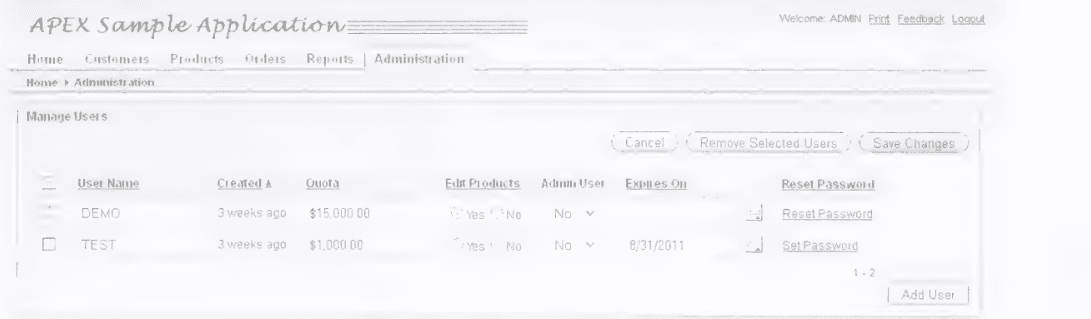 APEX Sample Application
Welcome: ADMIN Print Feedback Logout
Home Customers Products Orders Reports Administration
Home Administration
Manage Users
Cancel Remove Selected Users Save Changes
User Name Created Quota Edit Products Admin User Expires On Reset Password
DEMO 3 weeks ago $15,000.00 Yes No No Reset Password
TEST 3 weeks ago $1,000.00 Yes No No 8/31/2011 Set Password
1 - 2
Add User